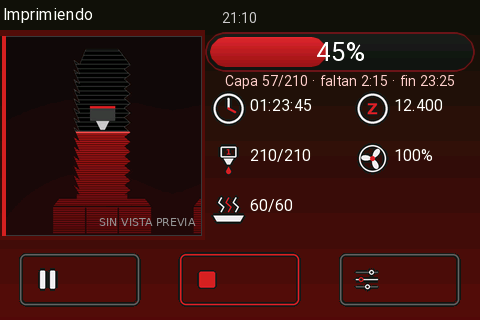 Imprimiendo
21:10
45%
Capa 57/210 · faltan 2:15 · fin 23:25
01:23:45
Z 12.400
1 210/210
100%
60/60
SIN VISTA PREVIA